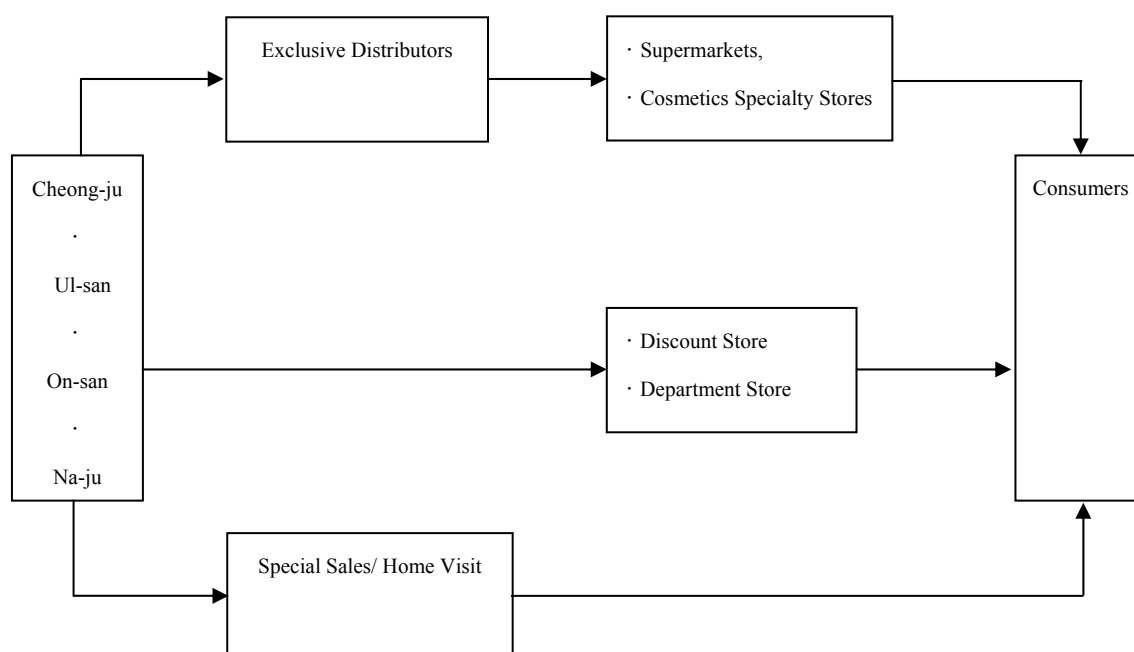 Exclusive Distributors
· Supermarkets,
· Cosmetics Specialty Stores
Cheong-ju
·
Ul-san
·
On-san
·
Na-ju
Consumers
· Discount Store
· Department Store
Special Sales/ Home Visit